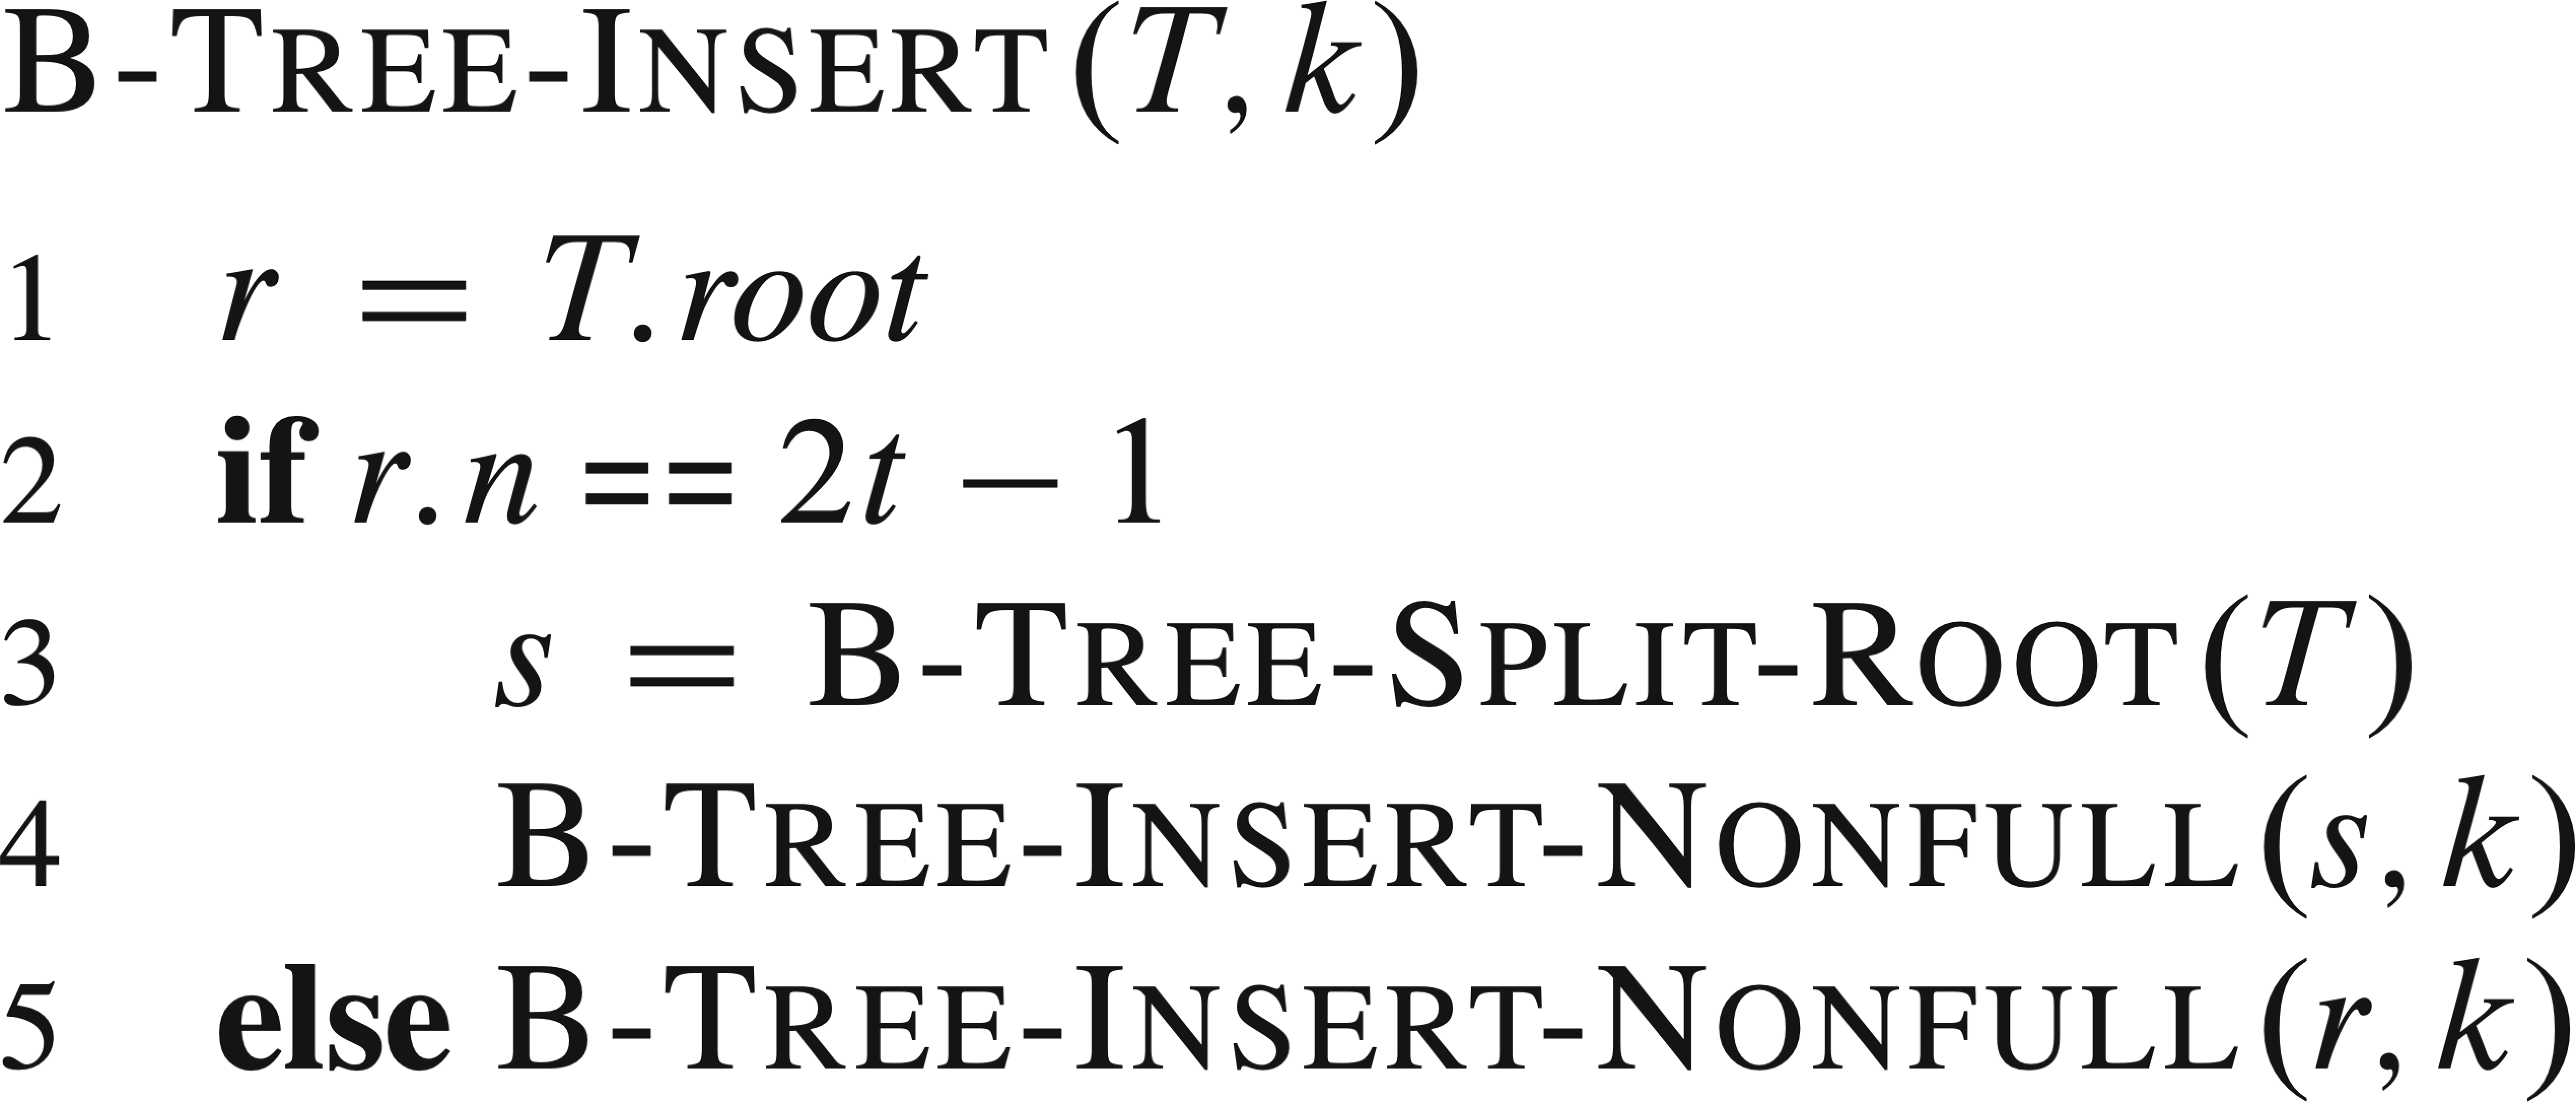 B-TREE-INSERT(T, k)
1 r = T.root
2 if r.n == 2t − 1
3 s = B-TREE-SPLIT-ROOT(T)
4 B-TREE-INSERT-NONFULL(s, k)
5 else B-TREE-INSERT-NONFULL(r, k)